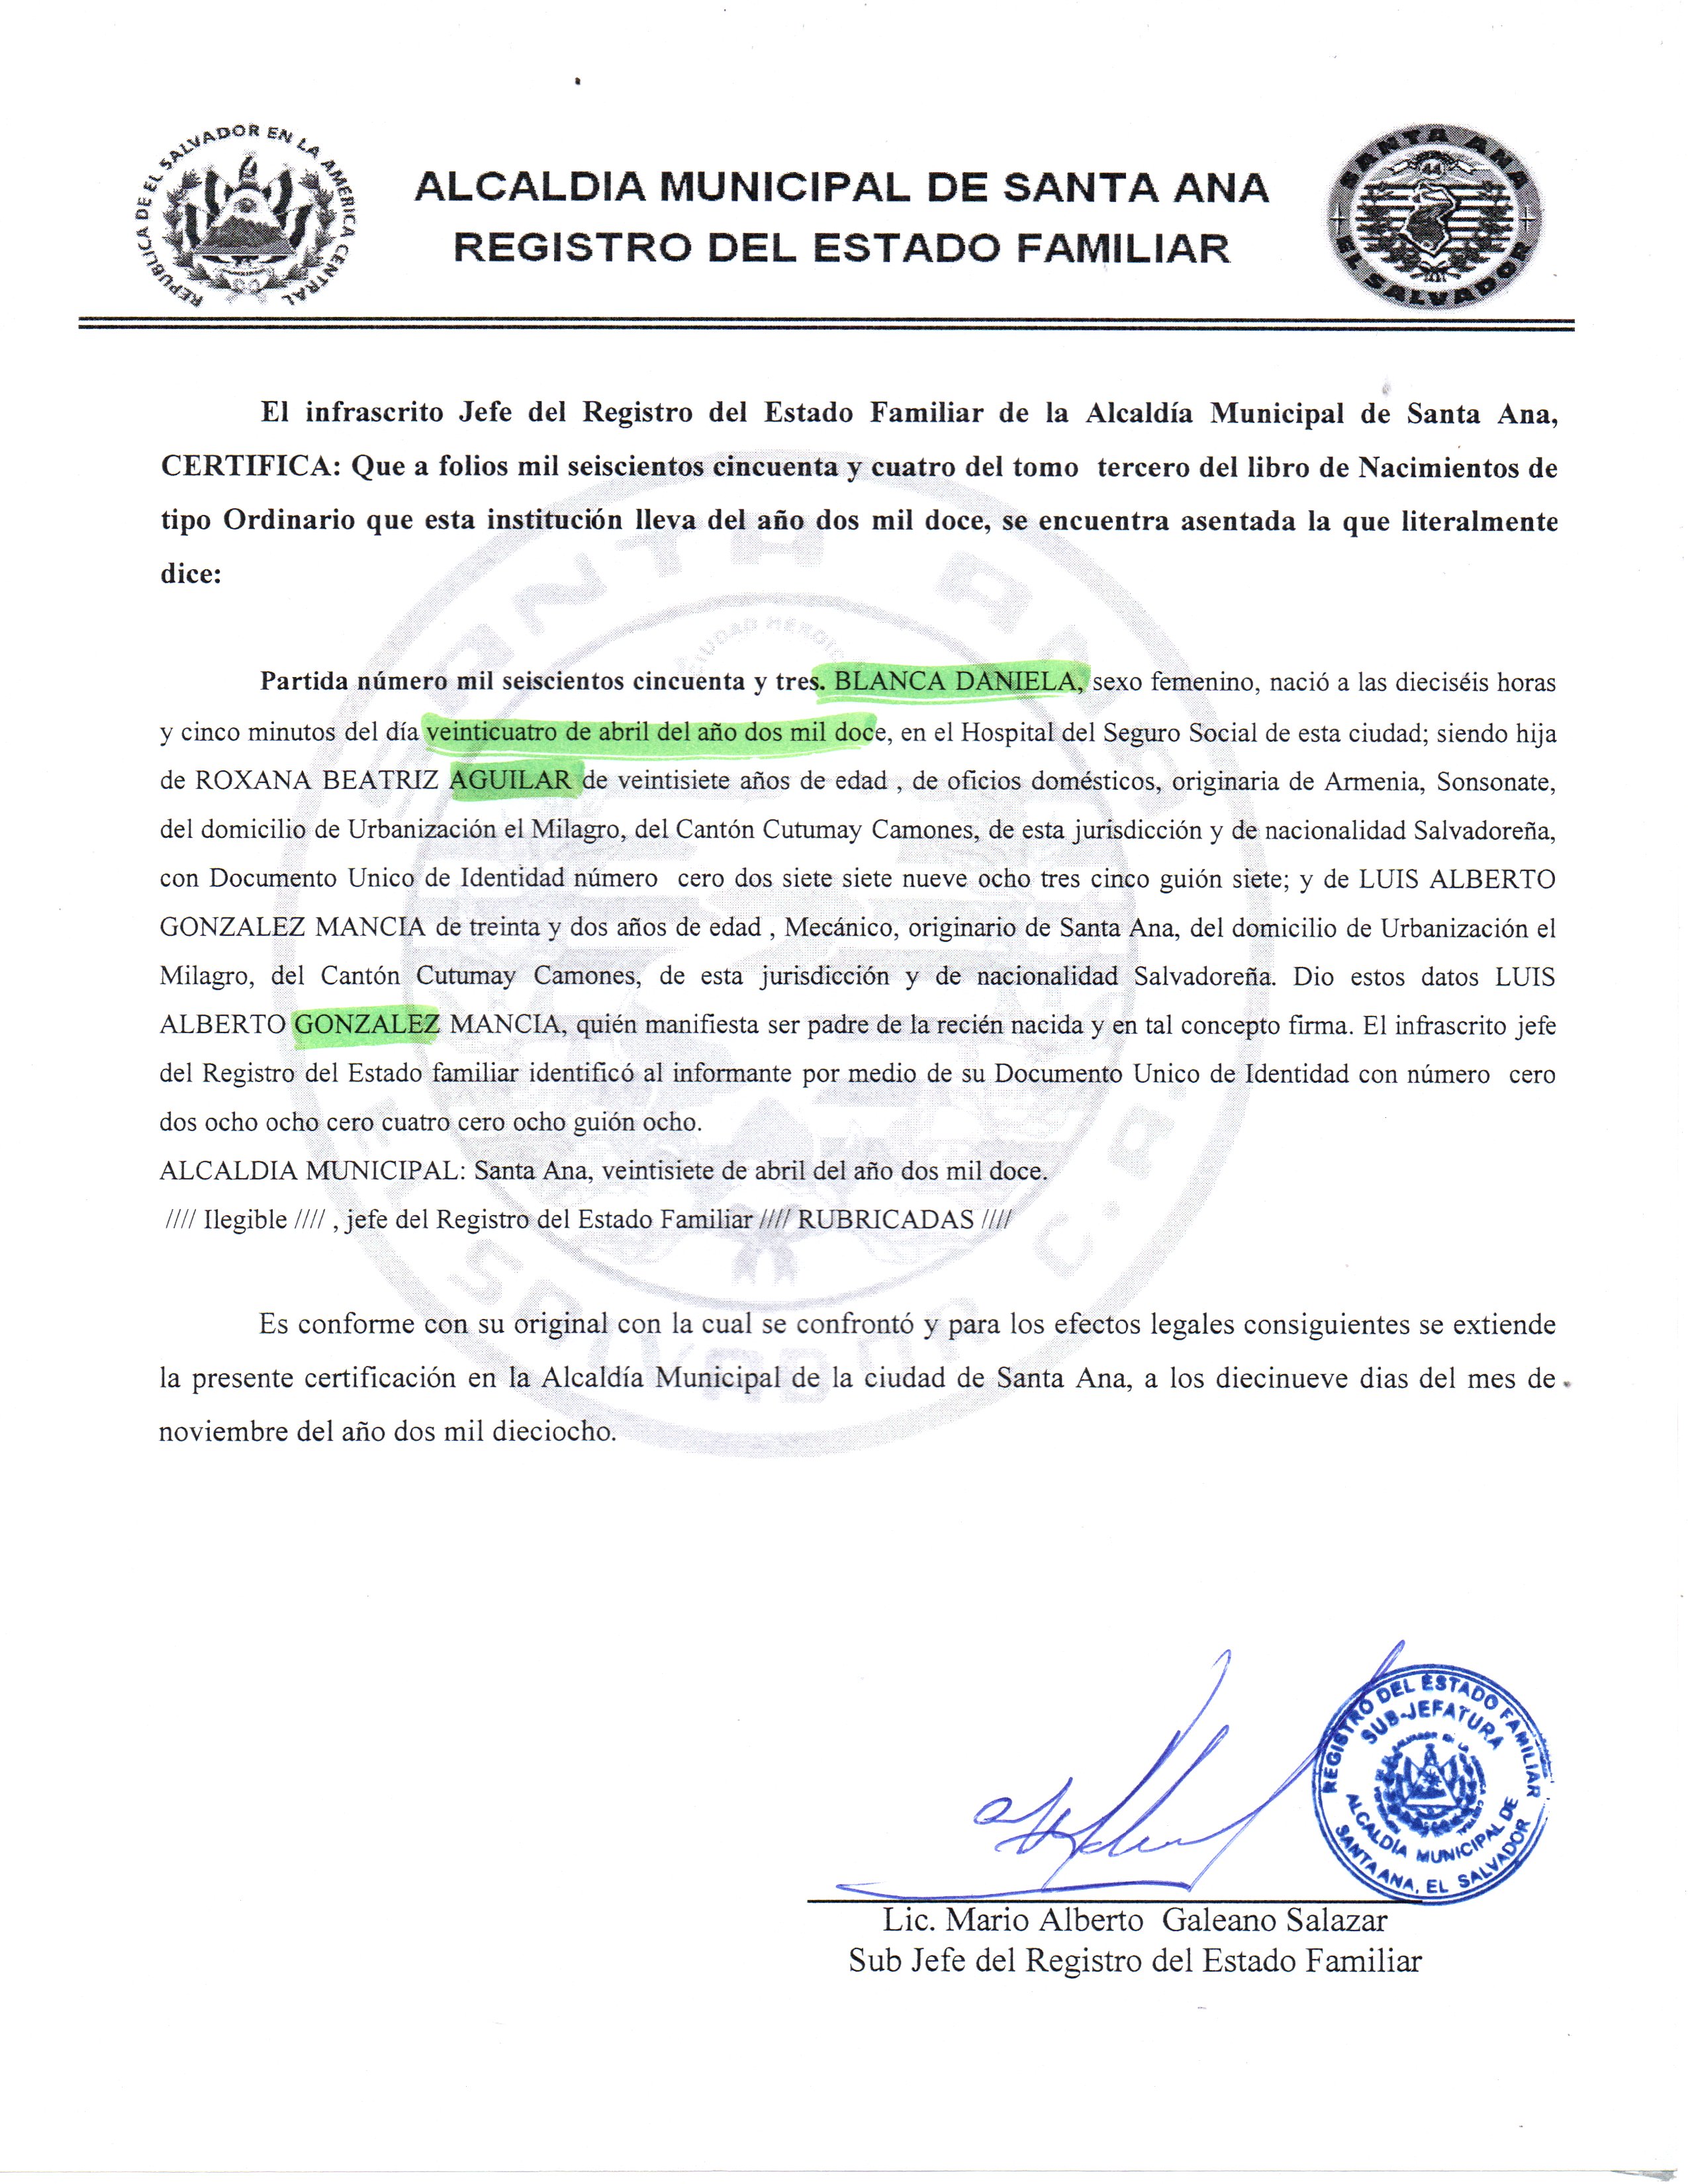 REPUBLICA DE EL SALVADOR EN LA AMERICA CENTRAL
ALCALDIA MUNICIPAL DE SANTA ANA
REGISTRO DEL ESTADO FAMILIAR
SANTA ANA
44
EL SALVADOR
El infrascrito Jefe del Registro del Estado Familiar de la Alcaldía Municipal de Santa Ana,
CERTIFICA: Que a folios mil seiscientos cincuenta y cuatro del tomo tercero del libro de Nacimientos de
tipo Ordinario que esta institución lleva del año dos mil doce, se encuentra asentada la que literalmente
dice:
Partida número mil seiscientos cincuenta y tres. BLANCA DANIELA, sexo femenino, nació a las dieciséis horas
y cinco minutos del día veinticuatro de abril del año dos mil doce, en el Hospital del Seguro Social de esta ciudad; siendo hija
de ROXANA BEATRIZ AGUILAR de veintisiete años de edad , de oficios domésticos, originaria de Armenia, Sonsonate,
del domicilio de Urbanización el Milagro, del Cantón Cutumay Camones, de esta jurisdicción y de nacionalidad Salvadoreña,
con Documento Unico de Identidad número cero dos siete siete nueve ocho tres cinco guión siete; y de LUIS ALBERTO
GONZALEZ MANCIA de treinta y dos años de edad , Mecánico, originario de Santa Ana, del domicilio de Urbanización el
Milagro, del Cantón Cutumay Camones, de esta jurisdicción y de nacionalidad Salvadoreña. Dio estos datos LUIS
ALBERTO GONZALEZ MANCIA, quién manifiesta ser padre de la recién nacida y en tal concepto firma. El infrascrito jefe
del Registro del Estado familiar identificó al informante por medio de su Documento Unico de Identidad con número cero
dos ocho ocho cero cuatro cero ocho guión ocho.
ALCALDIA MUNICIPAL: Santa Ana, veintisiete de abril del año dos mil doce.
//// Ilegible //// , jefe del Registro del Estado Familiar //// RUBRICADAS ////
Es conforme con su original con la cual se confrontó y para los efectos legales consiguientes se extiende
la presente certificación en la Alcaldía Municipal de la ciudad de Santa Ana, a los diecinueve dias del mes de
noviembre del año dos mil dieciocho.
SANTA ANA
CIUDAD HEROICA
EL SALVADOR C.A.
REGISTRO DEL ESTADO FAMILIAR
SUB-JEFATURA
ALCALDÍA MUNICIPAL DE
SANTA ANA, EL SALVADOR
Lic. Mario Alberto Galeano Salazar
Sub Jefe del Registro del Estado Familiar